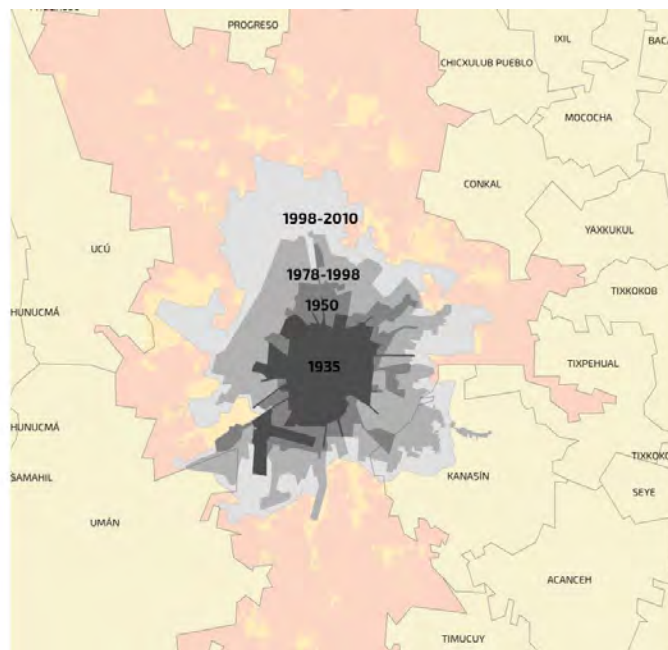 PROGRESO
IXIL
CHICXULUB PUEBLO
MOCOCHA
CONKAL
1998-2010
YAXKUKUL
UCÚ
1978-1998
TIXKOKOB
1950
HUNUCMÁ
TIXPEHUAL
1935
HUNUCMÁ
SAMAHIL
KANASÍN
SEYE
UMÁN
ACANCEH
TIMUCUY